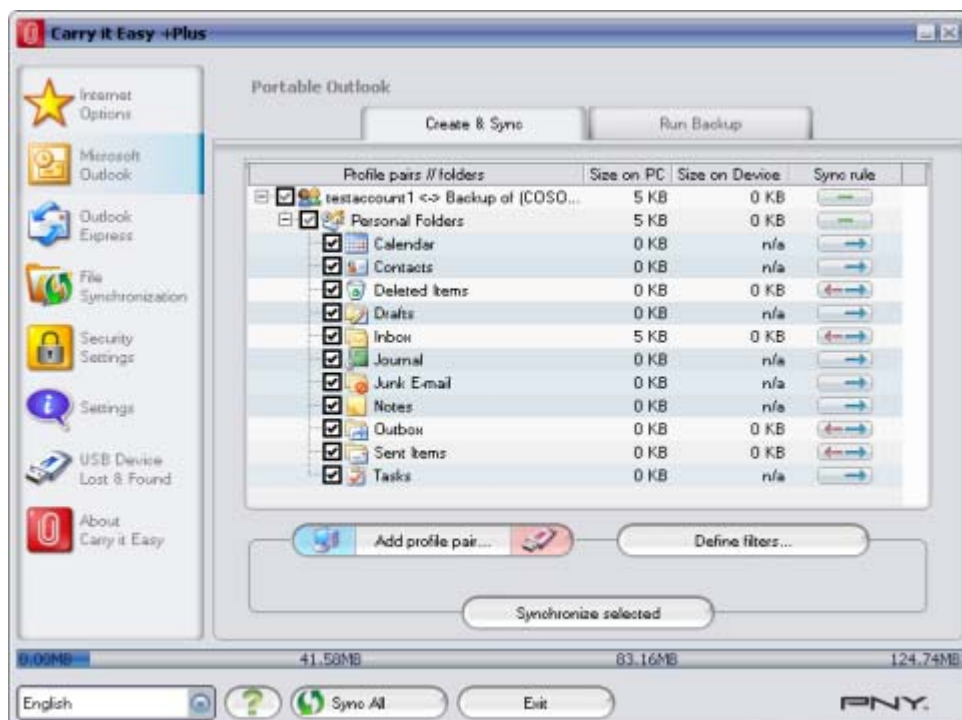 Carry it Easy +Plus
Internet
Options
Microsoft
Outlook
Outlook
Express
File
Synchronization
Security
Settings
Settings
USB Device
Lost & Found
About
Carry it Easy
Portable Outlook
Create & Sync
Run Backup
Profile pairs // folders Size on PC Size on Device Sync rule
testaccount1 <-> Backup of (COSO... 5 KB 0 KB
Personal Folders 5 KB 0 KB
Calendar 0 KB n/a
Contacts 0 KB n/a
Deleted Items 0 KB 0 KB
Drafts 0 KB n/a
Inbox 5 KB 0 KB
Journal 0 KB n/a
Junk E-mail 0 KB n/a
Notes 0 KB n/a
Outbox 0 KB 0 KB
Sent Items 0 KB 0 KB
Tasks 0 KB n/a
Add profile pair...
Define filters...
Synchronize selected
0.00MB 41.58MB 83.16MB 124.74MB
English
?
Sync All
Exit
PNY.